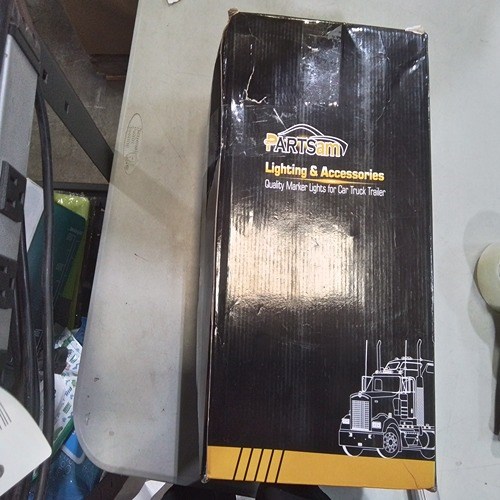 PARTSam
Lighting & Accessories
Quality Marker Lights for Car Truck Trailer